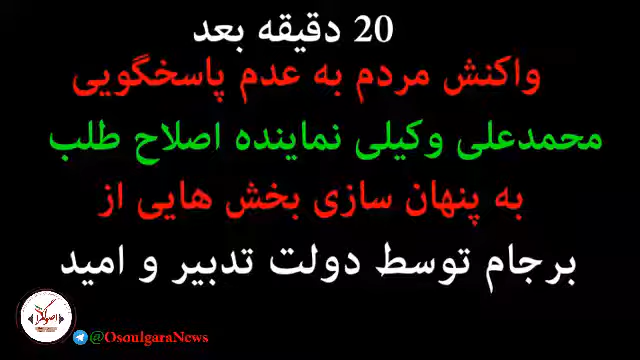 20 دقیقه بعد
واکنش مردم به عدم پاسخگویی
محمدعلی وکیلی نماینده اصلاح طلب
به پنهان سازی بخش هایی از
برجام توسط دولت تدبیر و امید
@OsoulgaraNews